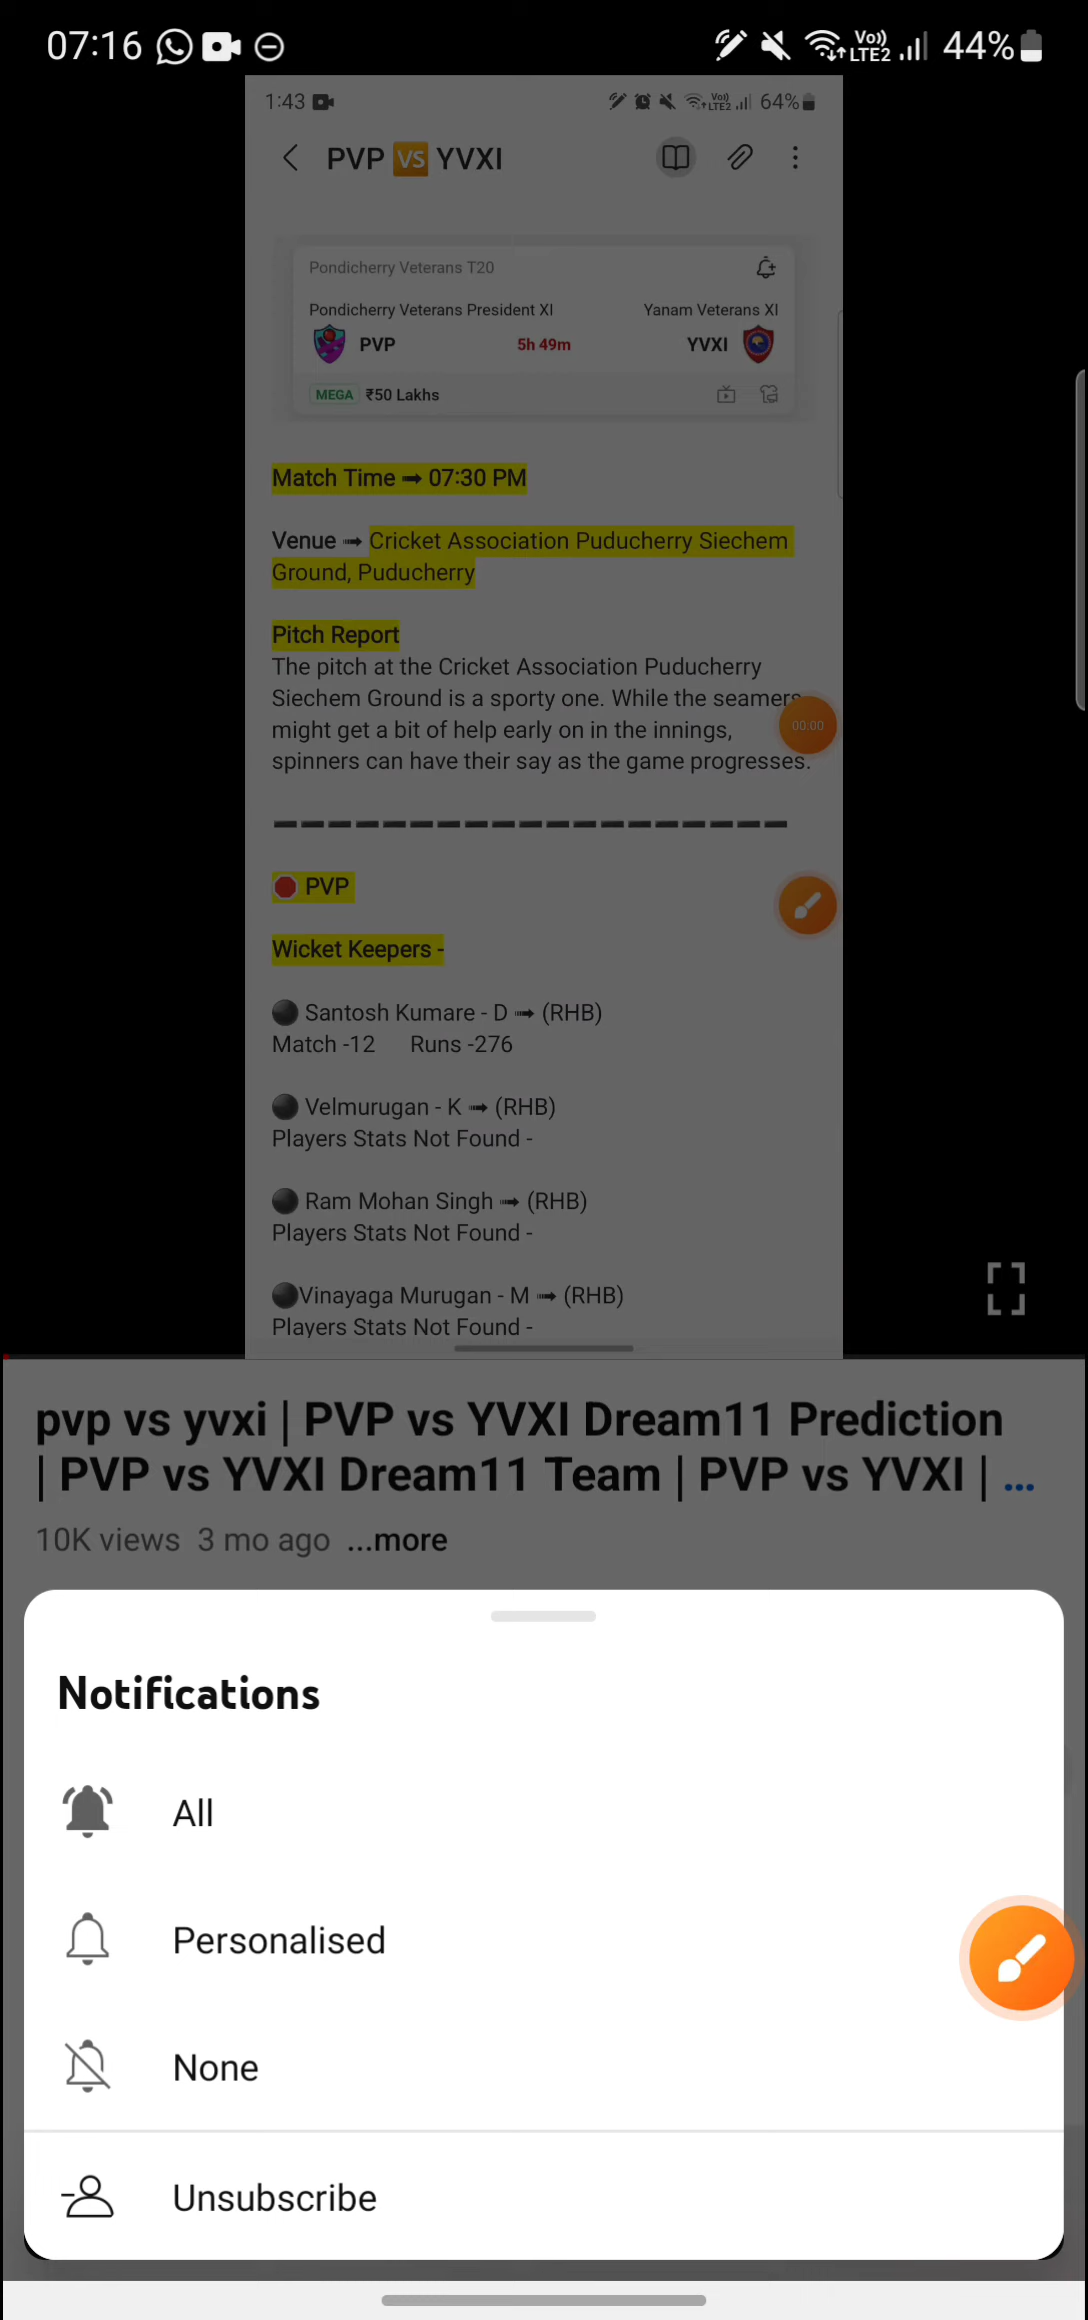 07:16 Vo)) LTE2 44%
1:43 Vo)) LTE2 64%
PVP VS YVXI
Pondicherry Veterans T20
Pondicherry Veterans President XI Yanam Veterans XI
PVP 5h 49m YVXI
MEGA ₹50 Lakhs
Match Time ➟ 07:30 PM
Venue ➟ Cricket Association Puducherry Siechem
Ground, Puducherry
Pitch Report
The pitch at the Cricket Association Puducherry
Siechem Ground is a sporty one. While the seamers
might get a bit of help early on in the innings,
00:00
spinners can have their say as the game progresses.
PVP
Wicket Keepers -
Santosh Kumare - D ➟ (RHB)
Match -12 Runs -276
Velmurugan - K ➟ (RHB)
Players Stats Not Found -
Ram Mohan Singh ➟ (RHB)
Players Stats Not Found -
Vinayaga Murugan - M ➟ (RHB)
Players Stats Not Found -
pvp vs yvxi | PVP vs YVXI Dream11 Prediction
| PVP vs YVXI Dream11 Team | PVP vs YVXI | ...
10K views 3 mo ago ...more
Notifications
All
Personalised
None
Unsubscribe